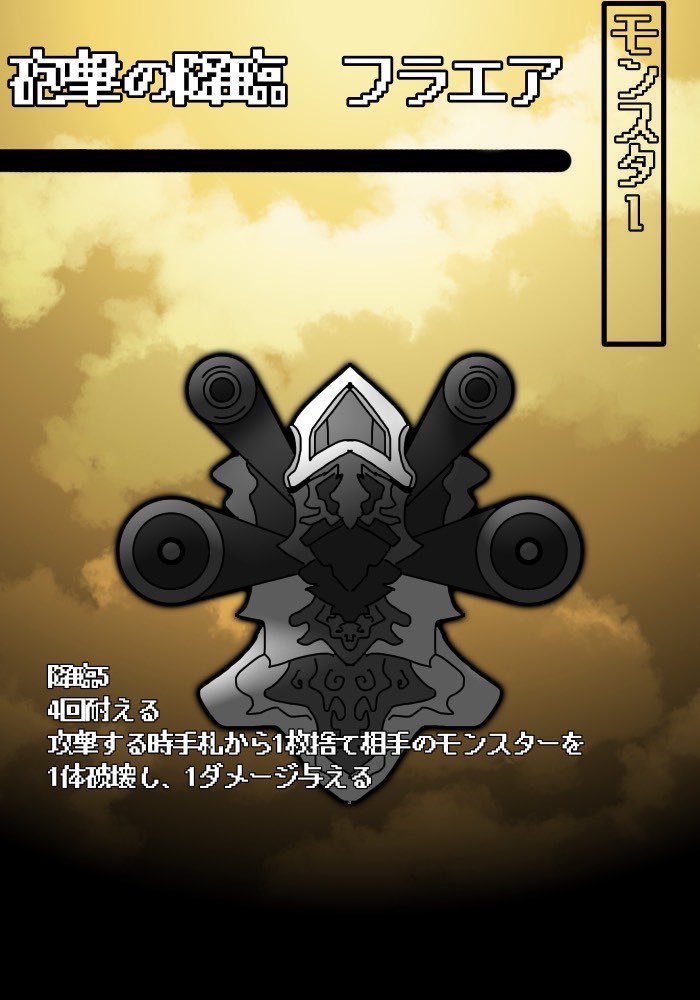 砲撃の降臨　フラエア
モンスター
降臨5
4回耐える
攻撃する時手札から1枚捨て相手のモンスターを
1体破壊し、1ダメージ与える